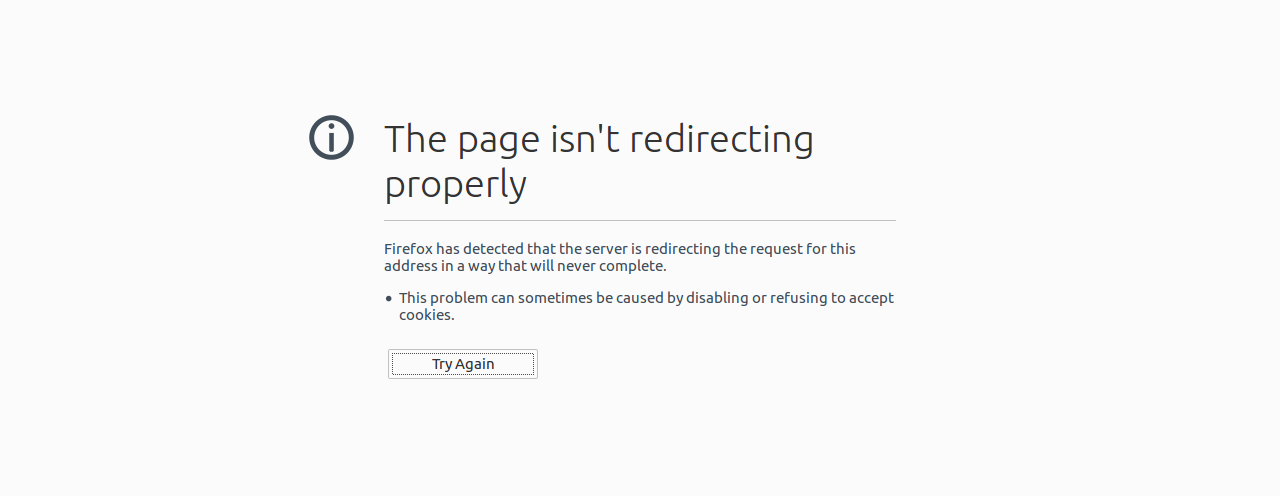 The page isn't redirecting
properly
Firefox has detected that the server is redirecting the request for this
address in a way that will never complete.
• This problem can sometimes be caused by disabling or refusing to accept
cookies.
Try Again